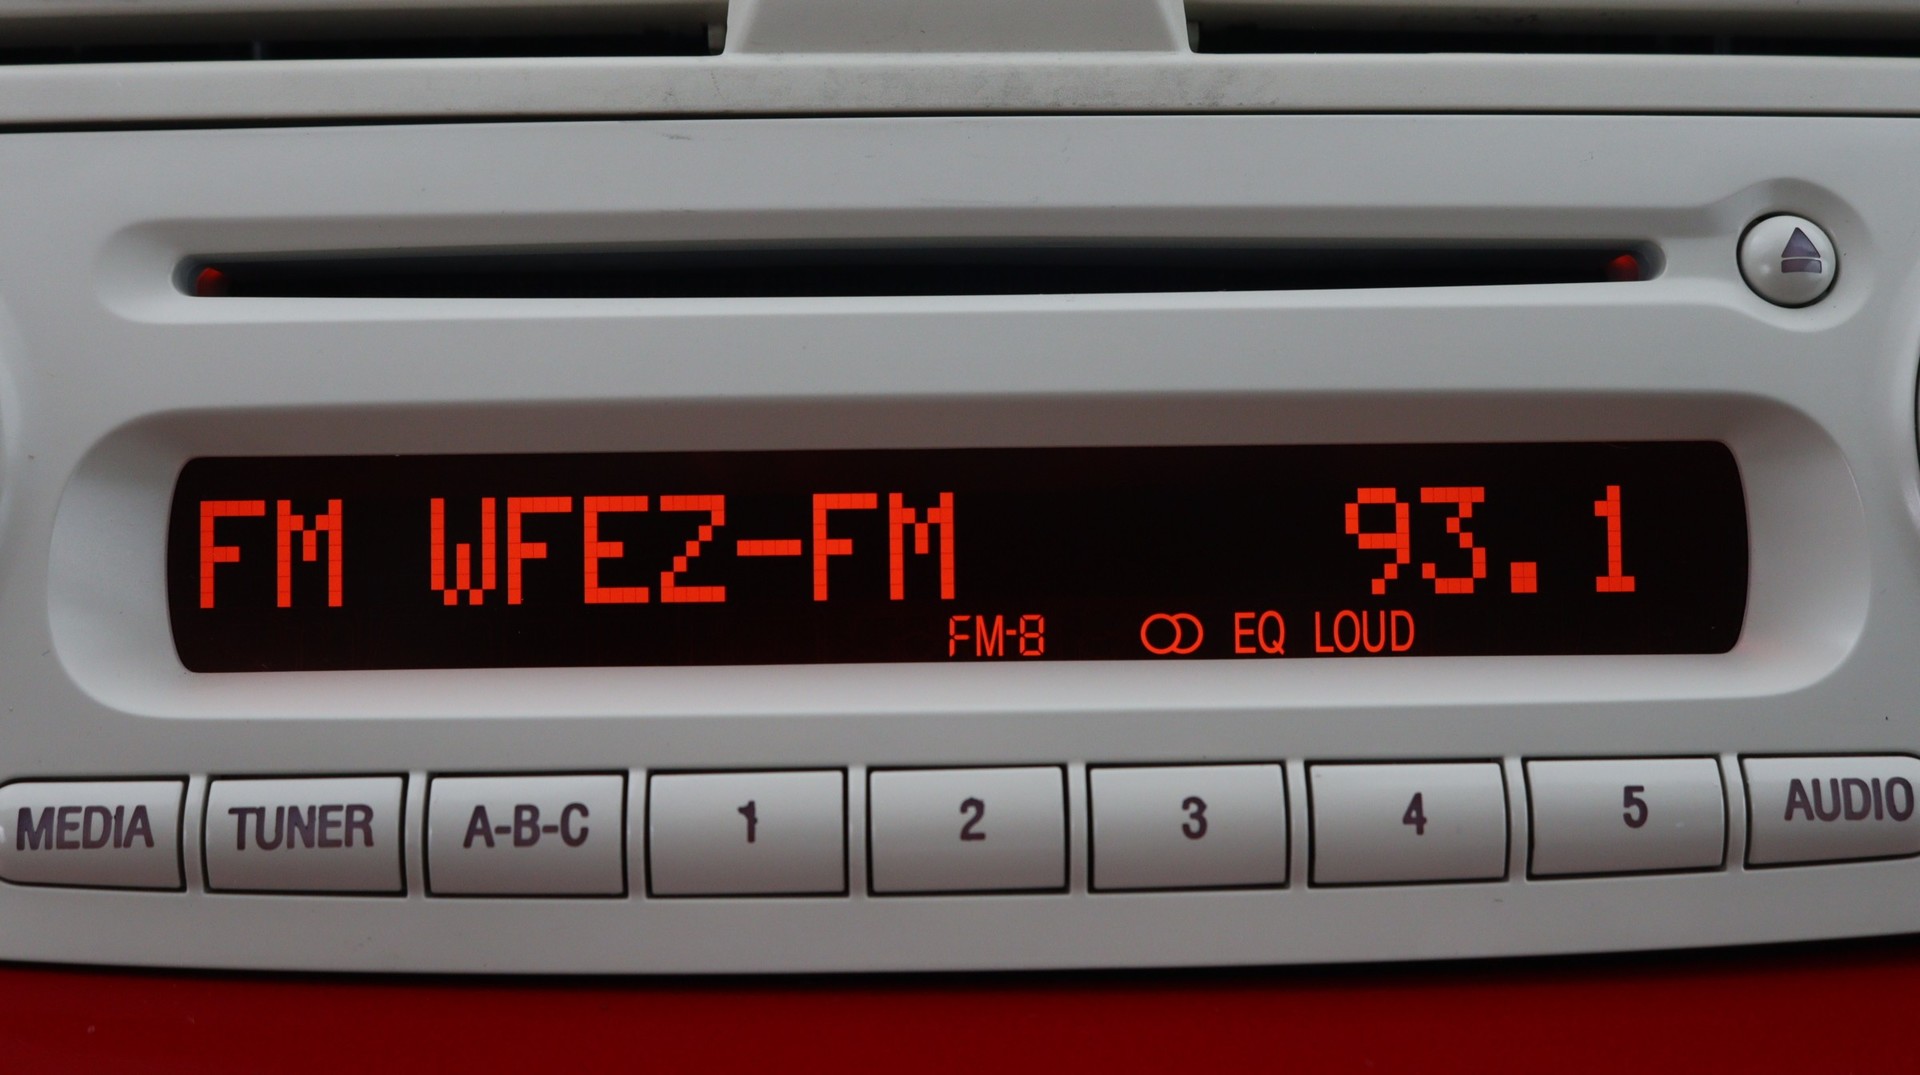 FM WFEZ-FM 93.1
FM-8 EQ LOUD
MEDIA TUNER A-B-C 1 2 3 4 5 AUDIO